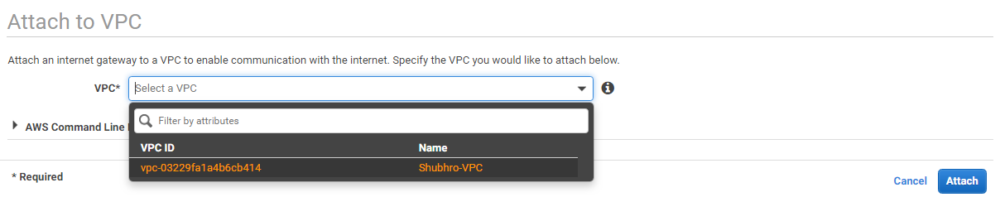 Attach to VPC
Attach an internet gateway to a VPC to enable communication with the internet. Specify the VPC you would like to attach below.
VPC* Select a VPC
Filter by attributes
AWS Command Line
VPC ID Name
vpc-03229fa1a4b6cb414 Shubhro-VPC
* Required
Cancel Attach